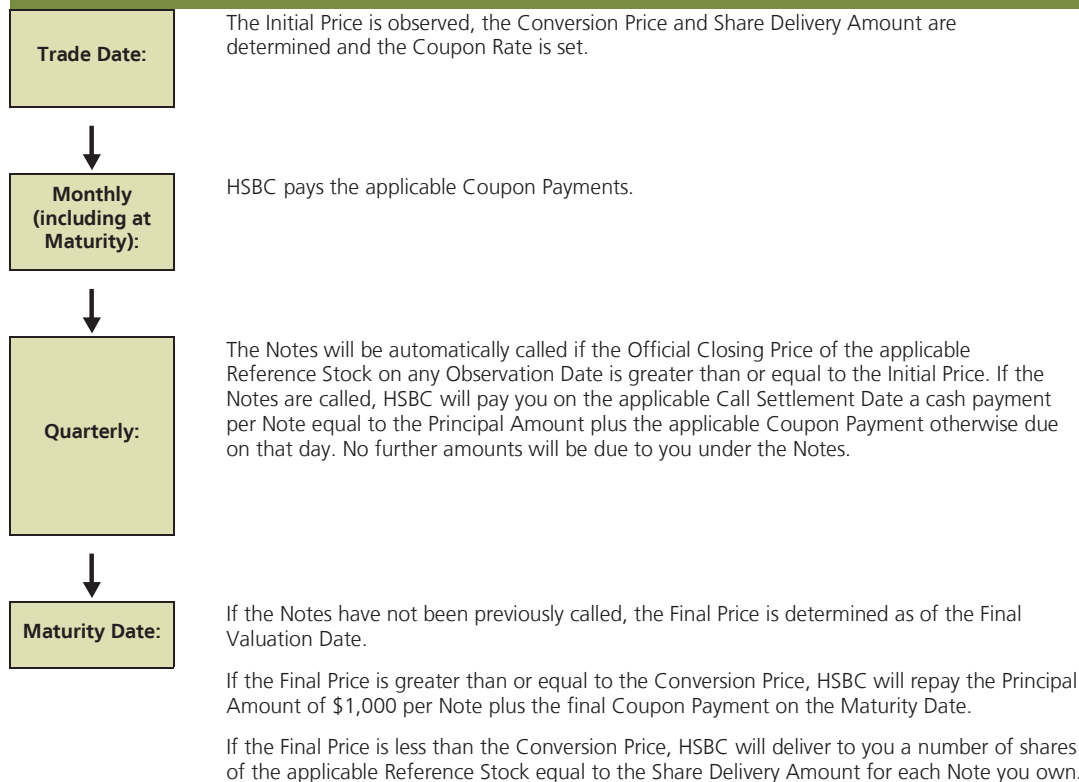 Trade Date:
The Initial Price is observed, the Conversion Price and Share Delivery Amount are
determined and the Coupon Rate is set.
Monthly
(including at
Maturity):
HSBC pays the applicable Coupon Payments.
Quarterly:
The Notes will be automatically called if the Official Closing Price of the applicable
Reference Stock on any Observation Date is greater than or equal to the Initial Price. If the
Notes are called, HSBC will pay you on the applicable Call Settlement Date a cash payment
per Note equal to the Principal Amount plus the applicable Coupon Payment otherwise due
on that day. No further amounts will be due to you under the Notes.
Maturity Date:
If the Notes have not been previously called, the Final Price is determined as of the Final
Valuation Date.
If the Final Price is greater than or equal to the Conversion Price, HSBC will repay the Principal
Amount of $1,000 per Note plus the final Coupon Payment on the Maturity Date.
If the Final Price is less than the Conversion Price, HSBC will deliver to you a number of shares
of the applicable Reference Stock equal to the Share Delivery Amount for each Note you own